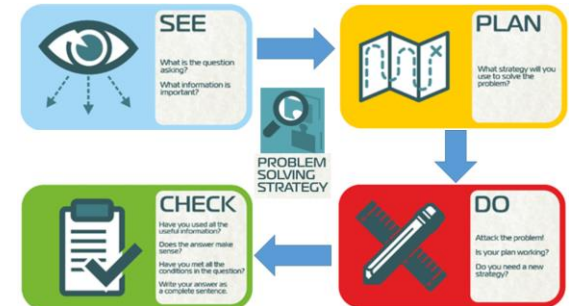 SEE
What is the question
asking?
What information is
important?
PLAN
What strategy will you
use to solve the
problem?
PROBLEM
SOLVING
STRATEGY
CHECK
Have you used all the
useful information?
Does the answer make
sense?
Have you met all the
conditions in the question?
Write your answer as
a complete sentence.
DO
Attack the problem!
Is your plan working?
Do you need a new
strategy?